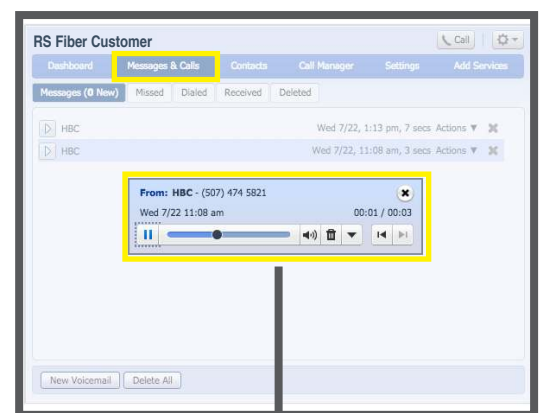 RS Fiber Customer Call
Dashboard Messages & Calls Contacts Call Manager Settings Add Services
Messages (0 New) Missed Dialed Received Deleted
HBC Wed 7/22, 1:13 pm, 7 secs Actions ▼
HBC Wed 7/22, 11:08 am, 3 secs Actions ▼
From: HBC - (507) 474 5821
Wed 7/22 11:08 am 00:01 / 00:03
New Voicemail Delete All